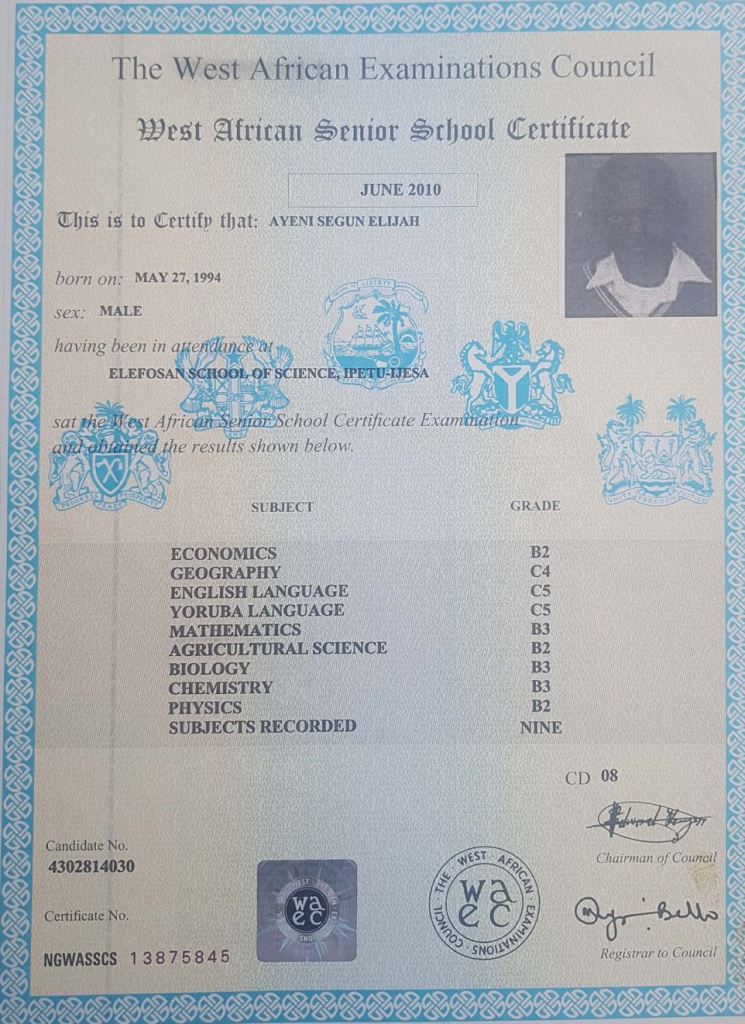 The West African Examinations Council
West African Senior School Certificate
JUNE 2010
This is to Certify that: AYENI SEGUN ELIJAH
born on: MAY 27, 1994
sex: MALE
having been in attendance at
ELEFOSAN SCHOOL OF SCIENCE, IPETU-IJESA
sat the West African Senior School Certificate Examination
and obtained the results shown below.
SUBJECT GRADE
ECONOMICS B2
GEOGRAPHY C4
ENGLISH LANGUAGE C5
YORUBA LANGUAGE C5
MATHEMATICS B3
AGRICULTURAL SCIENCE B2
BIOLOGY B3
CHEMISTRY B3
PHYSICS B2
SUBJECTS RECORDED NINE
CD 08
Chairman of Council
Candidate No.
4302814030
Certificate No.
NGWASSCS 13875845
waec
THE · WEST · AFRICAN · EXAMINATIONS · COUNCIL
waec
Bello
Registrar to Council